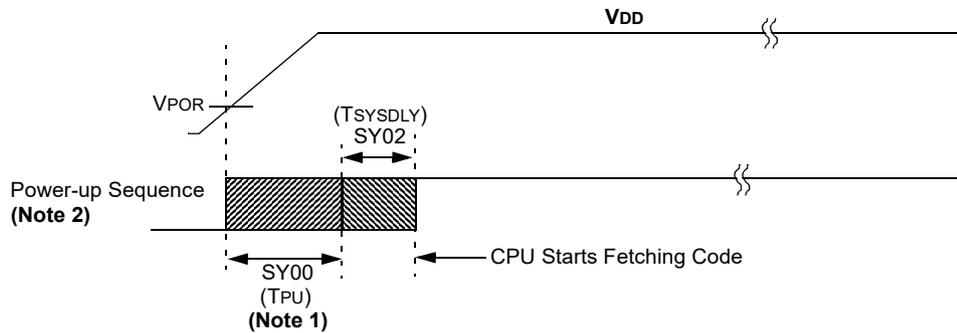 VDD
VPOR
(TSYSDLY)
SY02
Power-up Sequence
(Note 2)
CPU Starts Fetching Code
SY00
(TPU)
(Note 1)